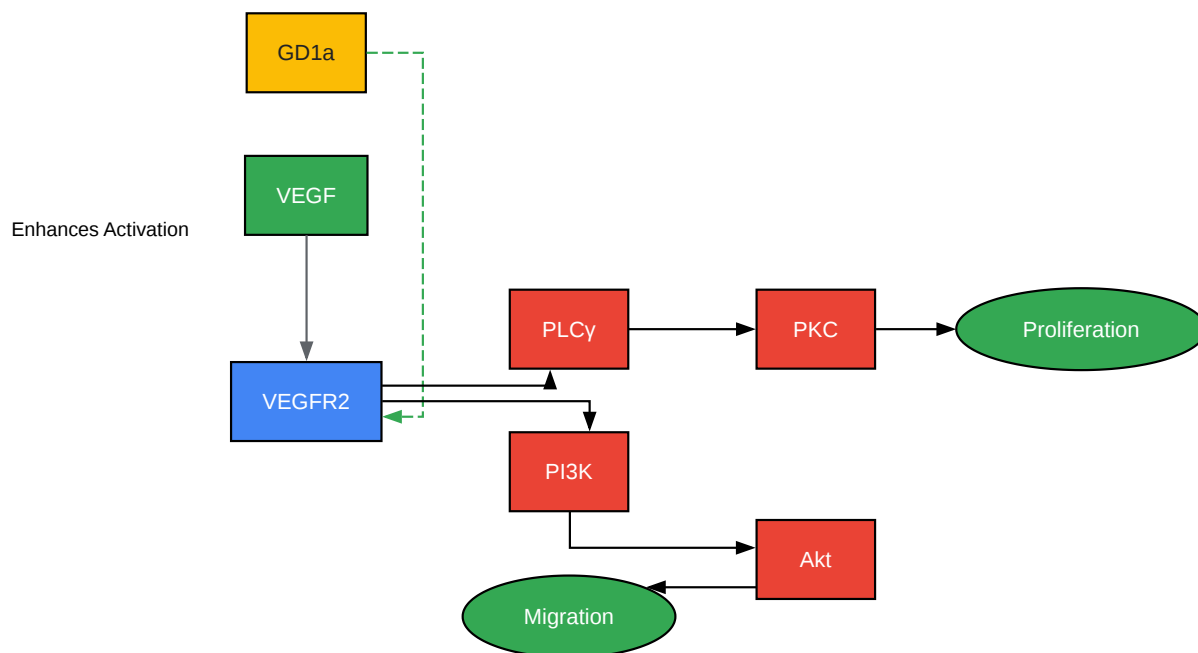 GD1a
VEGF
Enhances Activation
VEGFR2
PLCγ
PKC
Proliferation
PI3K
Akt
Migration